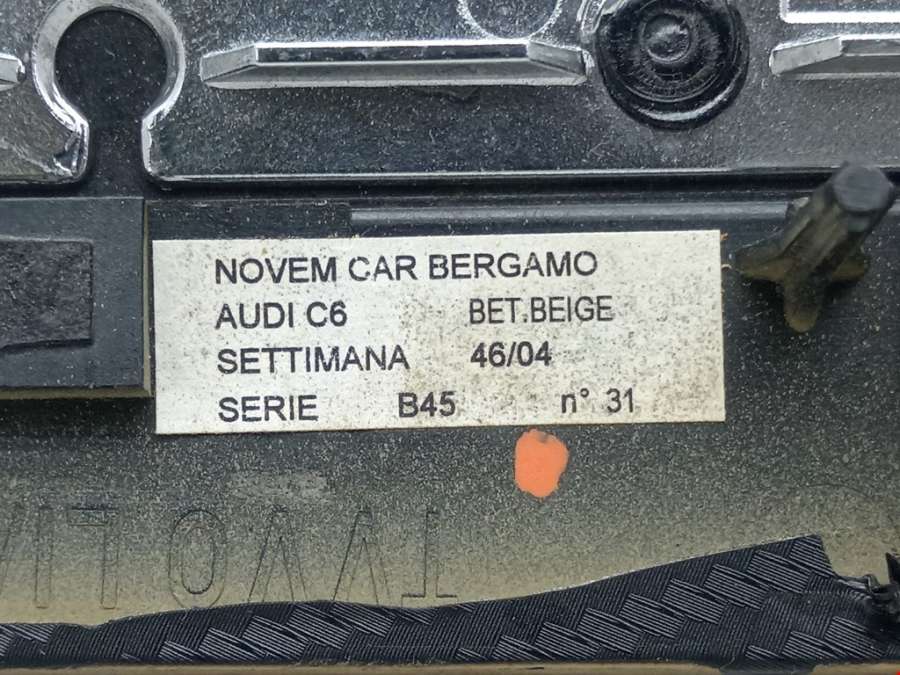 NOVEM CAR BERGAMO
AUDI C6 BET.BEIGE
SETTIMANA 46/04
SERIE B45 n° 31